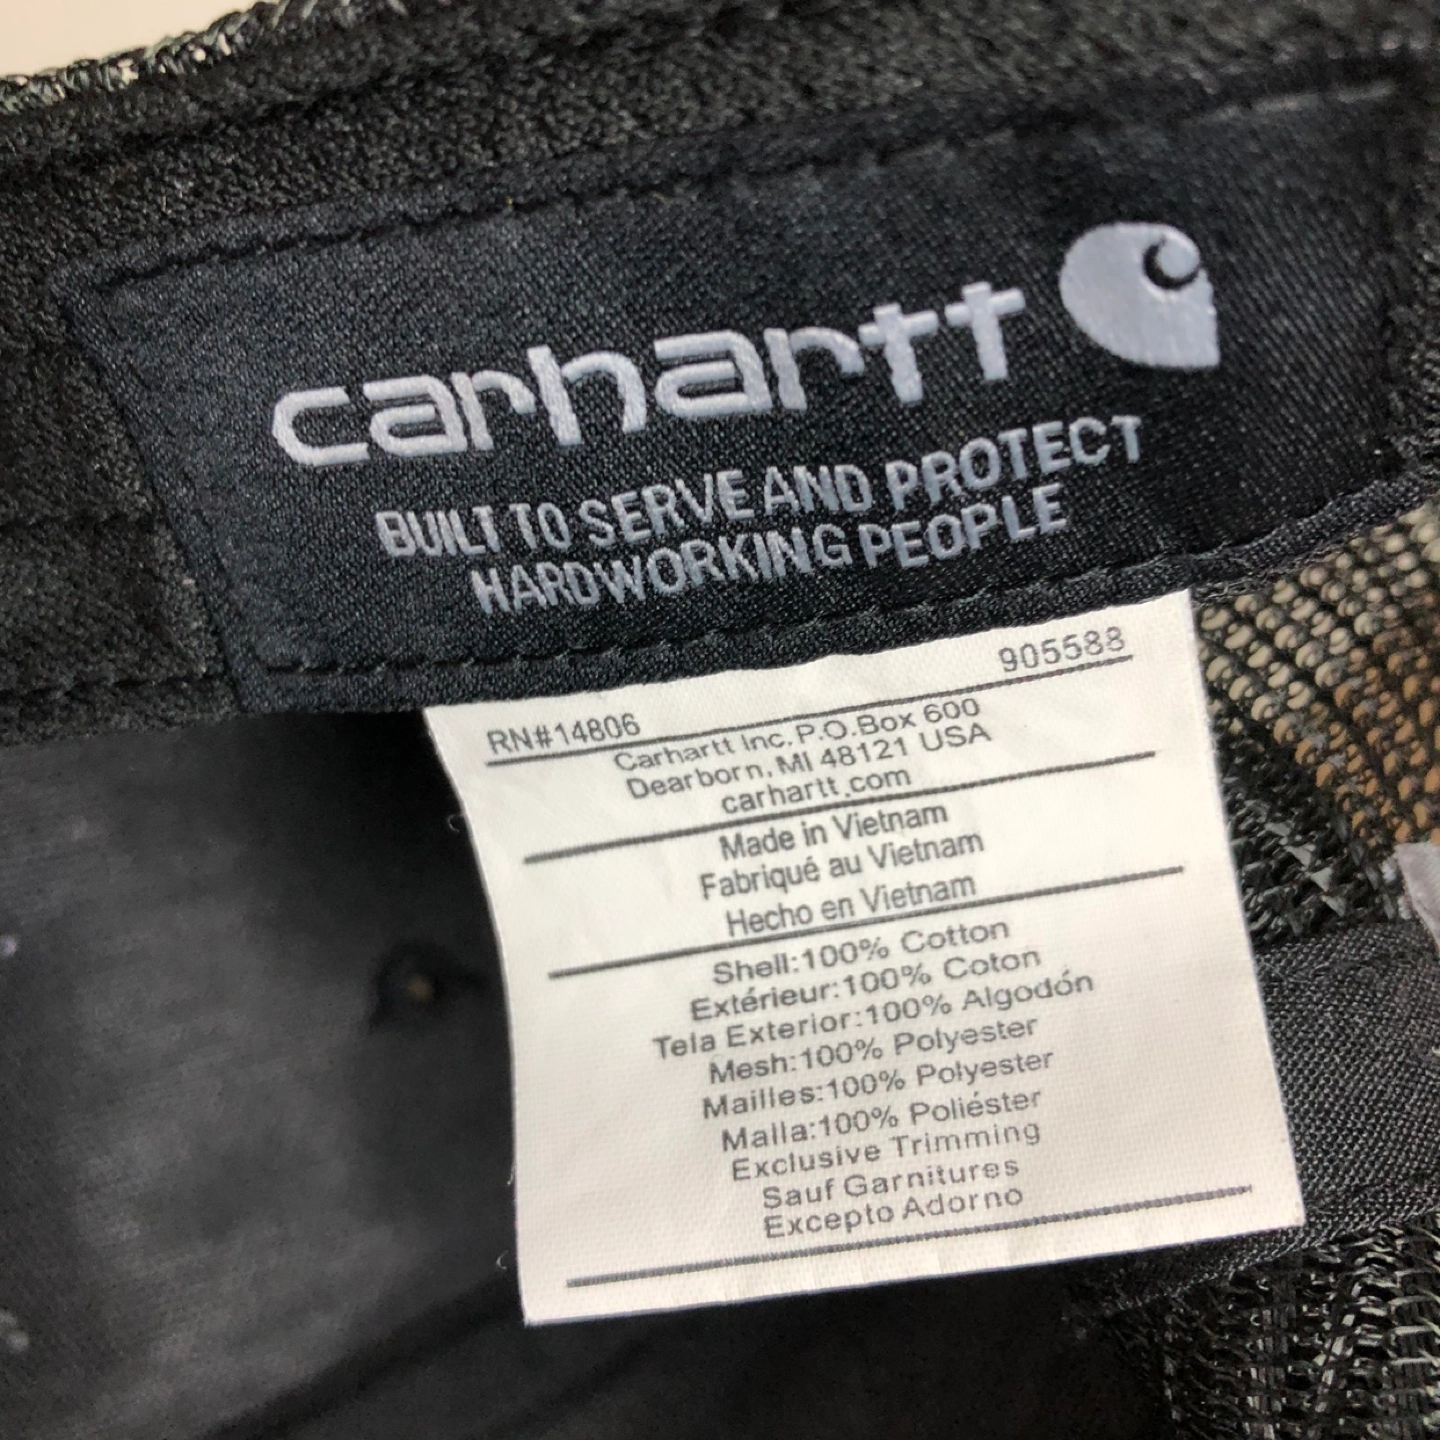 carhartt
BUILT TO SERVE AND PROTECT
HARDWORKING PEOPLE
RN#14806 905588
Carhartt Inc. P.O.Box 600
Dearborn, MI 48121 USA
carhartt.com
Made in Vietnam
Fabriqué au Vietnam
Hecho en Vietnam
Shell:100% Cotton
Extérieur:100% Coton
Tela Exterior:100% Algodón
Mesh:100% Polyester
Mailles:100% Polyester
Malla:100% Poliéster
Exclusive Trimming
Sauf Garnitures
Excepto Adorno